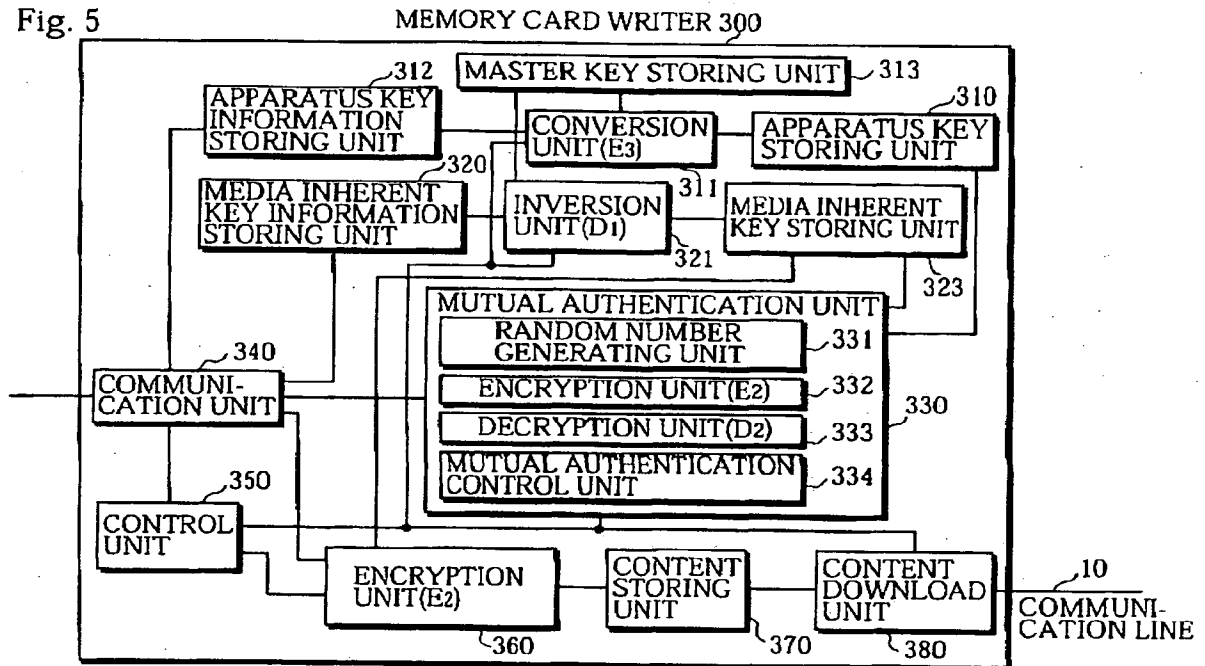 Fig. 5
MEMORY CARD WRITER 300
MASTER KEY STORING UNIT
313
312
APPARATUS KEY
INFORMATION
STORING UNIT
CONVERSION
UNIT(E3)
311
310
APPARATUS KEY
STORING UNIT
320
MEDIA INHERENT
KEY INFORMATION
STORING UNIT
INVERSION
UNIT(D1)
321
MEDIA INHERENT
KEY STORING UNIT
323
MUTUAL AUTHENTICATION UNIT
RANDOM NUMBER
GENERATING UNIT
331
ENCRYPTION UNIT(E2)
332
DECRYPTION UNIT(D2)
333
MUTUAL AUTHENTICATION
CONTROL UNIT
334
330
340
COMMUNI-
CATION UNIT
350
CONTROL
UNIT
ENCRYPTION
UNIT(E2)
360
CONTENT
STORING
UNIT
370
CONTENT
DOWNLOAD
UNIT
380
10
COMMUNI-
CATION LINE